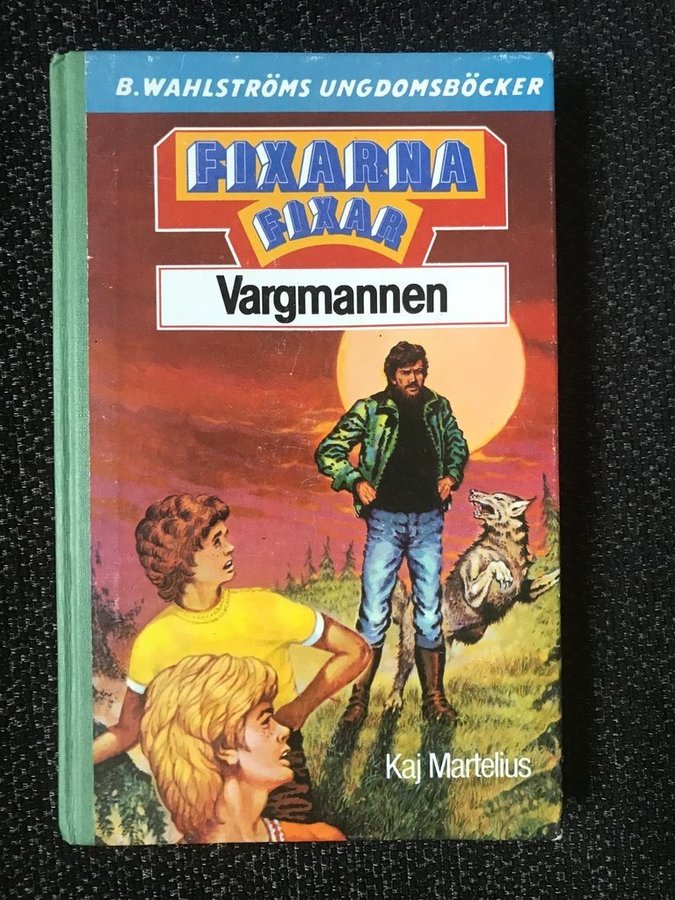 B.WAHLSTRÖMS UNGDOMSBÖCKER
FIXARNA
FIXAR
Vargmannen
Kaj Martelius